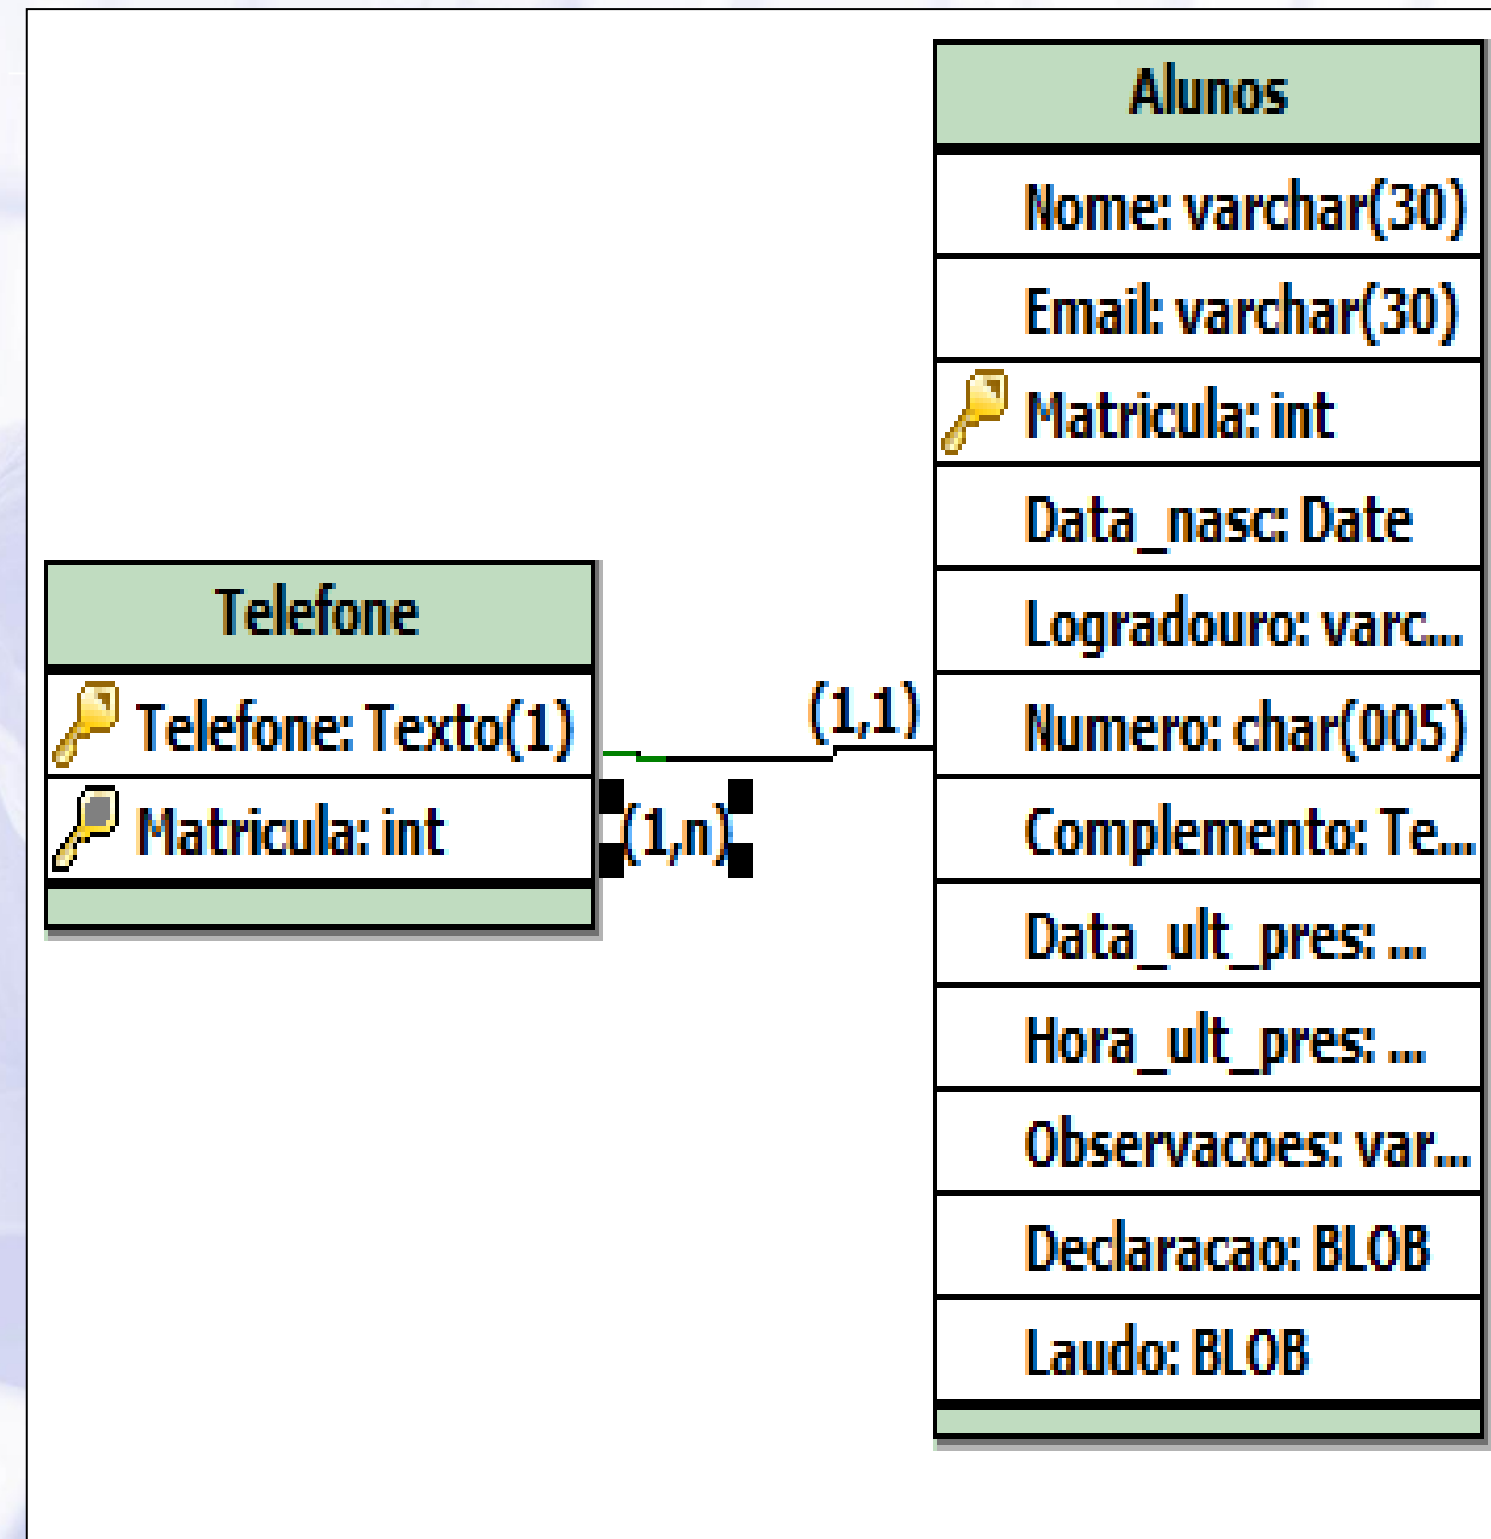 Alunos
Nome: varchar(30)
Email: varchar(30)
Matricula: int
Data_nasc: Date
Logradouro: varc...
Numero: char(005)
Complemento: Te...
Data_ult_pres: ...
Hora_ult_pres: ...
Observacoes: var...
Declaracao: BLOB
Laudo: BLOB
Telefone
Telefone: Texto(1)
Matricula: int
(1,1)
(1,n)